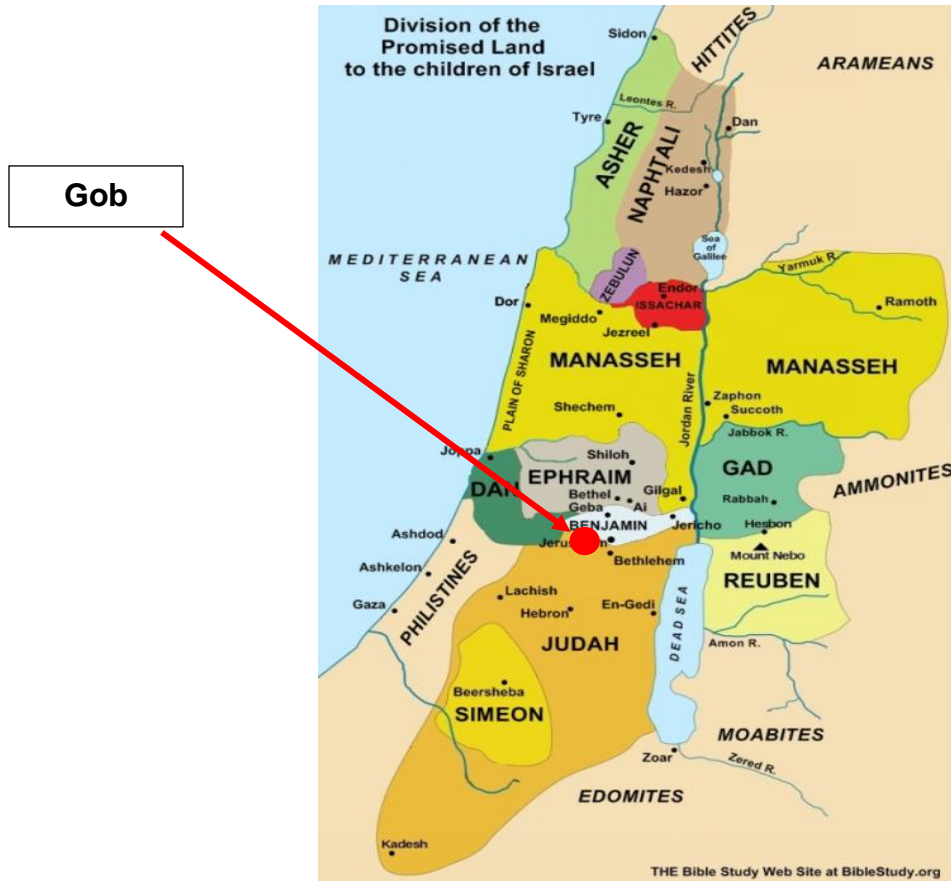 Division of the
Promised Land
to the children of Israel
Sidon
HITTITES
ARAMEANS
Leontes R.
Tyre
Dan
ASHER
NAPHTALI
Kedesh
Hazor
Gob
Sea
of
Galilee
MEDITERRANEAN
SEA
ZEBULUN
Yarmuk R.
Endor
ISSACHAR
Dor
Megiddo
Ramoth
Jezreel
PLAIN OF SHARON
MANASSEH
MANASSEH
Jordan River
Zaphon
Shechem
Succoth
Jabbok R.
Joppa
Shiloh
EPHRAIM
GAD
DAN
Bethel
Gilgal
AMMONITES
Geba
Ai
Rabbah
BENJAMIN
Jericho
Hesbon
Ashdod
Mount Nebo
Bethlehem
Ashkelon
REUBEN
Lachish
En-Gedi
Gaza
Hebron
PHILISTINES
DEAD SEA
JUDAH
Amon R.
Beersheba
SIMEON
MOABITES
Zoar
Zered R.
EDOMITES
Kadesh
THE Bible Study Web Site at BibleStudy.org